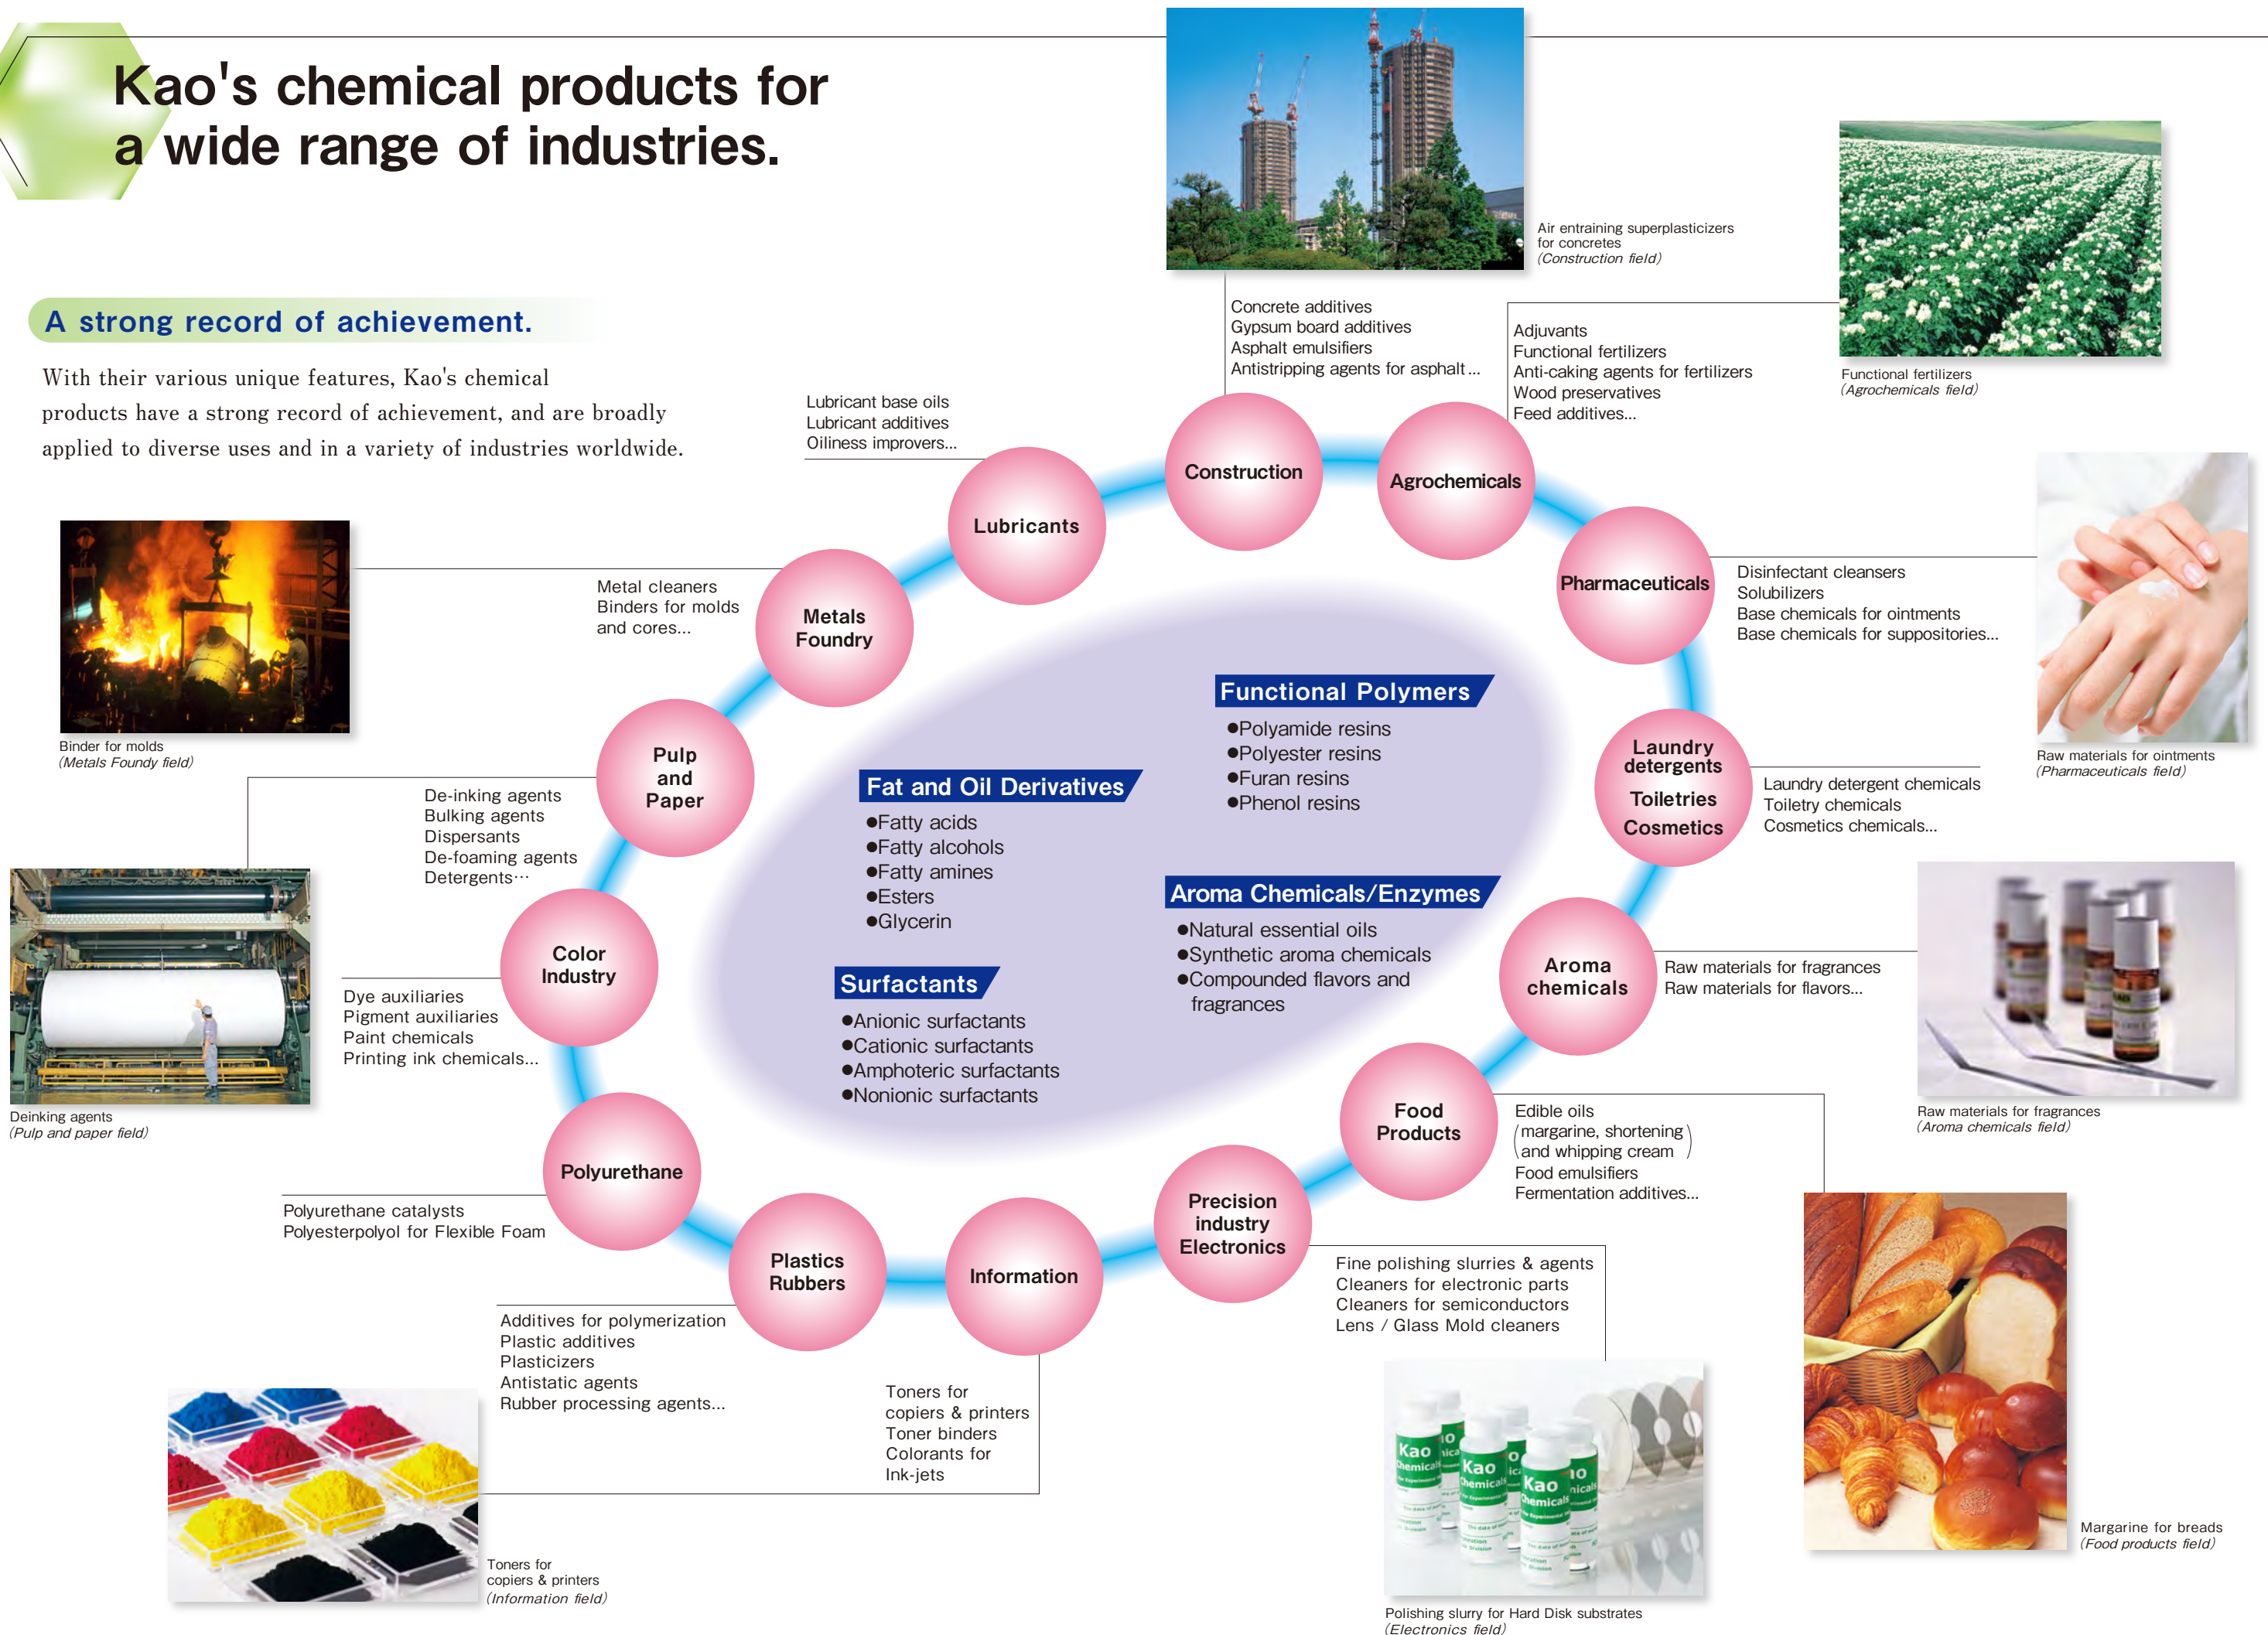 Kao's chemical products for
a wide range of industries.
A strong record of achievement.
With their various unique features, Kao's chemical
products have a strong record of achievement, and are broadly
applied to diverse uses and in a variety of industries worldwide.
Air entraining superplasticizers
for concretes
(Construction field)
Concrete additives
Gypsum board additives
Asphalt emulsifiers
Antistripping agents for asphalt...
Construction
Adjuvants
Functional fertilizers
Anti-caking agents for fertilizers
Wood preservatives
Feed additives...
Agrochemicals
Functional fertilizers
(Agrochemicals field)
Lubricant base oils
Lubricant additives
Oiliness improvers...
Lubricants
Pharmaceuticals
Disinfectant cleansers
Solubilizers
Base chemicals for ointments
Base chemicals for suppositories...
Raw materials for ointments
(Pharmaceuticals field)
Metal cleaners
Binders for molds
and cores...
Metals
Foundry
Binder for molds
(Metals Foundy field)
Pulp
and
Paper
De-inking agents
Bulking agents
Dispersants
De-foaming agents
Detergents…
Deinking agents
(Pulp and paper field)
Functional Polymers
●Polyamide resins
●Polyester resins
●Furan resins
●Phenol resins
Fat and Oil Derivatives
●Fatty acids
●Fatty alcohols
●Fatty amines
●Esters
●Glycerin
Aroma Chemicals/Enzymes
●Natural essential oils
●Synthetic aroma chemicals
●Compounded flavors and
fragrances
Surfactants
●Anionic surfactants
●Cationic surfactants
●Amphoteric surfactants
●Nonionic surfactants
Laundry
detergents
Toiletries
Cosmetics
Laundry detergent chemicals
Toiletry chemicals
Cosmetics chemicals...
Aroma
chemicals
Raw materials for fragrances
Raw materials for flavors...
Raw materials for fragrances
(Aroma chemicals field)
Color
Industry
Dye auxiliaries
Pigment auxiliaries
Paint chemicals
Printing ink chemicals...
Polyurethane
Polyurethane catalysts
Polyesterpolyol for Flexible Foam
Food
Products
Edible oils
(margarine, shortening
and whipping cream)
Food emulsifiers
Fermentation additives...
Margarine for breads
(Food products field)
Precision
industry
Electronics
Fine polishing slurries & agents
Cleaners for electronic parts
Cleaners for semiconductors
Lens / Glass Mold cleaners
Kao
Chemicals
Kao
Chemicals
Kao
Chemicals
Polishing slurry for Hard Disk substrates
(Electronics field)
Plastics
Rubbers
Additives for polymerization
Plastic additives
Plasticizers
Antistatic agents
Rubber processing agents...
Information
Toners for
copiers & printers
Toner binders
Colorants for
Ink-jets
Toners for
copiers & printers
(Information field)